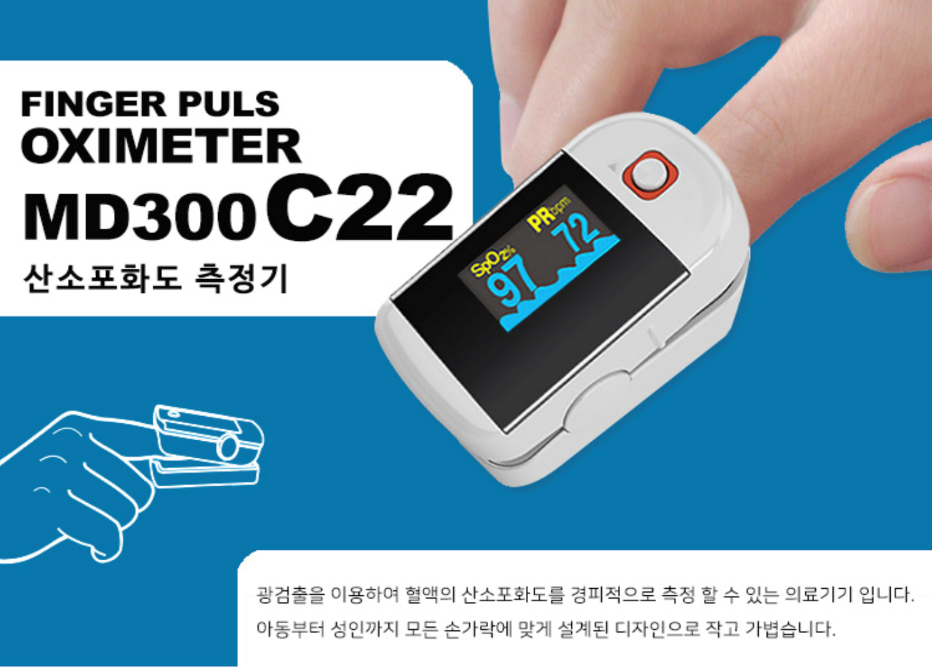 FINGER PULS
OXIMETER
MD300 C22
산소포화도 측정기
SpO2%
97
PRbpm
72
광검출을 이용하여 혈액의 산소포화도를 경피적으로 측정 할 수 있는 의료기기 입니다.
아동부터 성인까지 모든 손가락에 맞게 설계된 디자인으로 작고 가볍습니다.